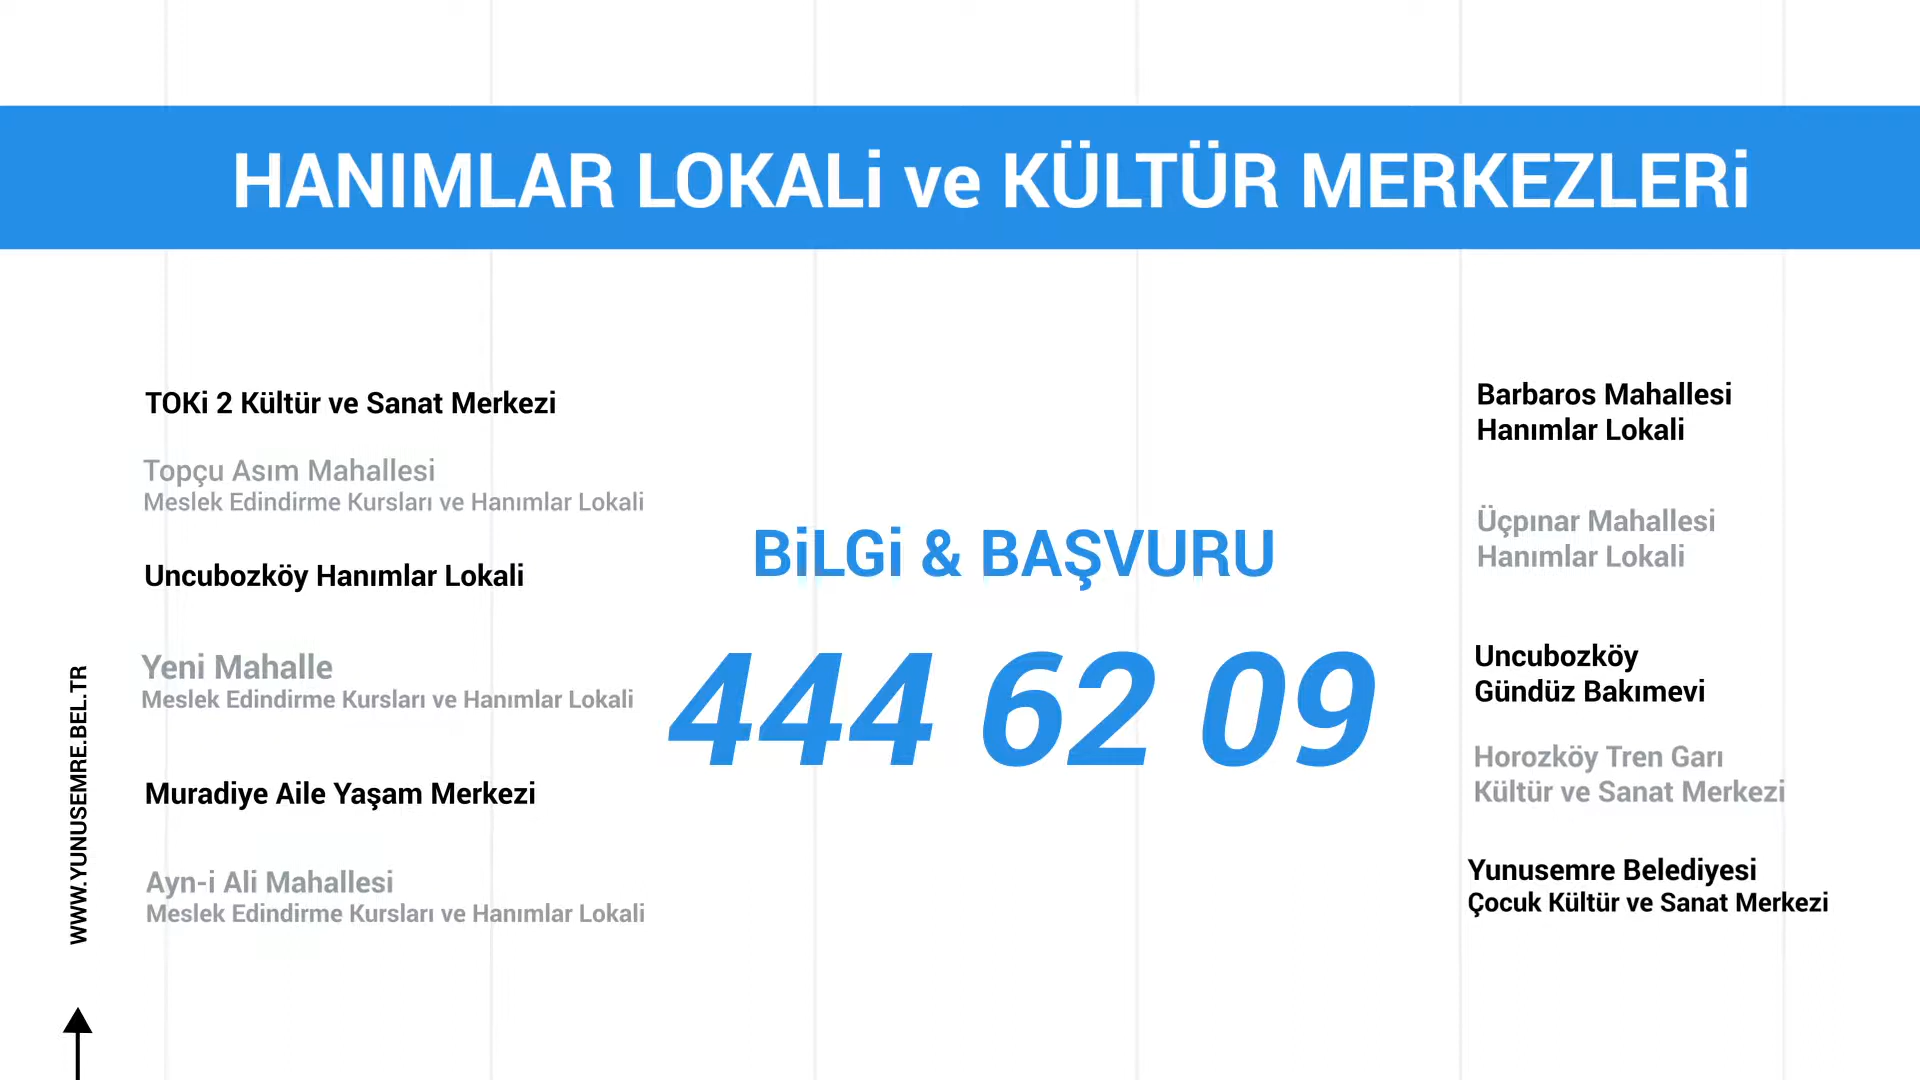 HANIMLAR LOKALi ve KÜLTÜR MERKEZLERi
TOKi 2 Kültür ve Sanat Merkezi
Topçu Asım Mahallesi
Meslek Edindirme Kursları ve Hanımlar Lokali
Uncubozköy Hanımlar Lokali
Yeni Mahalle
Meslek Edindirme Kursları ve Hanımlar Lokali
Muradiye Aile Yaşam Merkezi
Ayn-i Ali Mahallesi
Meslek Edindirme Kursları ve Hanımlar Lokali
BiLGi & BAŞVURU
444 62 09
Barbaros Mahallesi
Hanımlar Lokali
Üçpınar Mahallesi
Hanımlar Lokali
Uncubozköy
Gündüz Bakımevi
Horozköy Tren Garı
Kültür ve Sanat Merkezi
Yunusemre Belediyesi
Çocuk Kültür ve Sanat Merkezi
WWW.YUNUSEMRE.BEL.TR